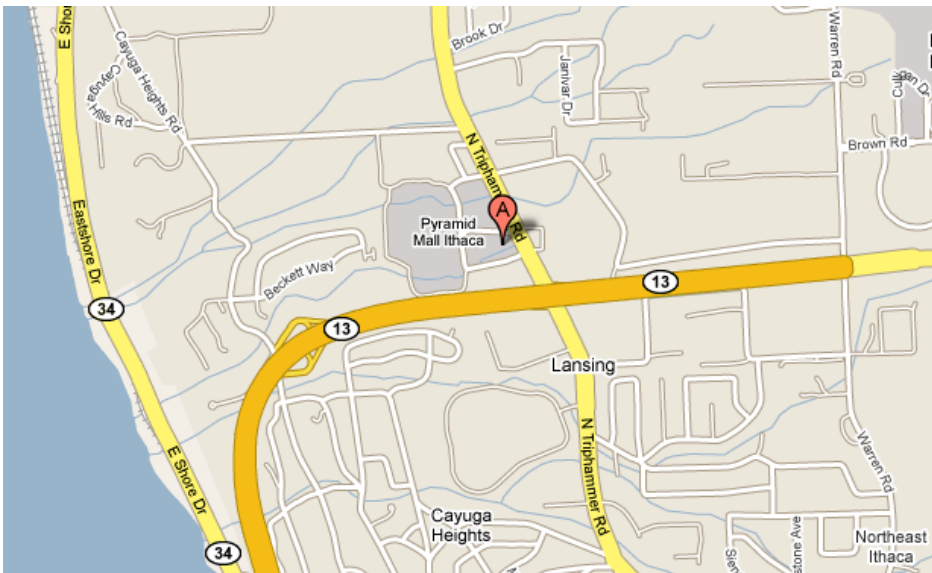 E Shor
Cayuga Heights Rd
Cayuga
Hills Rd
Brook Dr
Janivar Dr
Warren Rd
Brown Rd
N Triphammer Rd
A
Pyramid
Mall Ithaca
Eastshore Dr
Beckett Way
34
13
13
Lansing
E Shore Dr
N Triphammer Rd
Warren Rd
Cayuga
Heights
34
Northeast
Ithaca